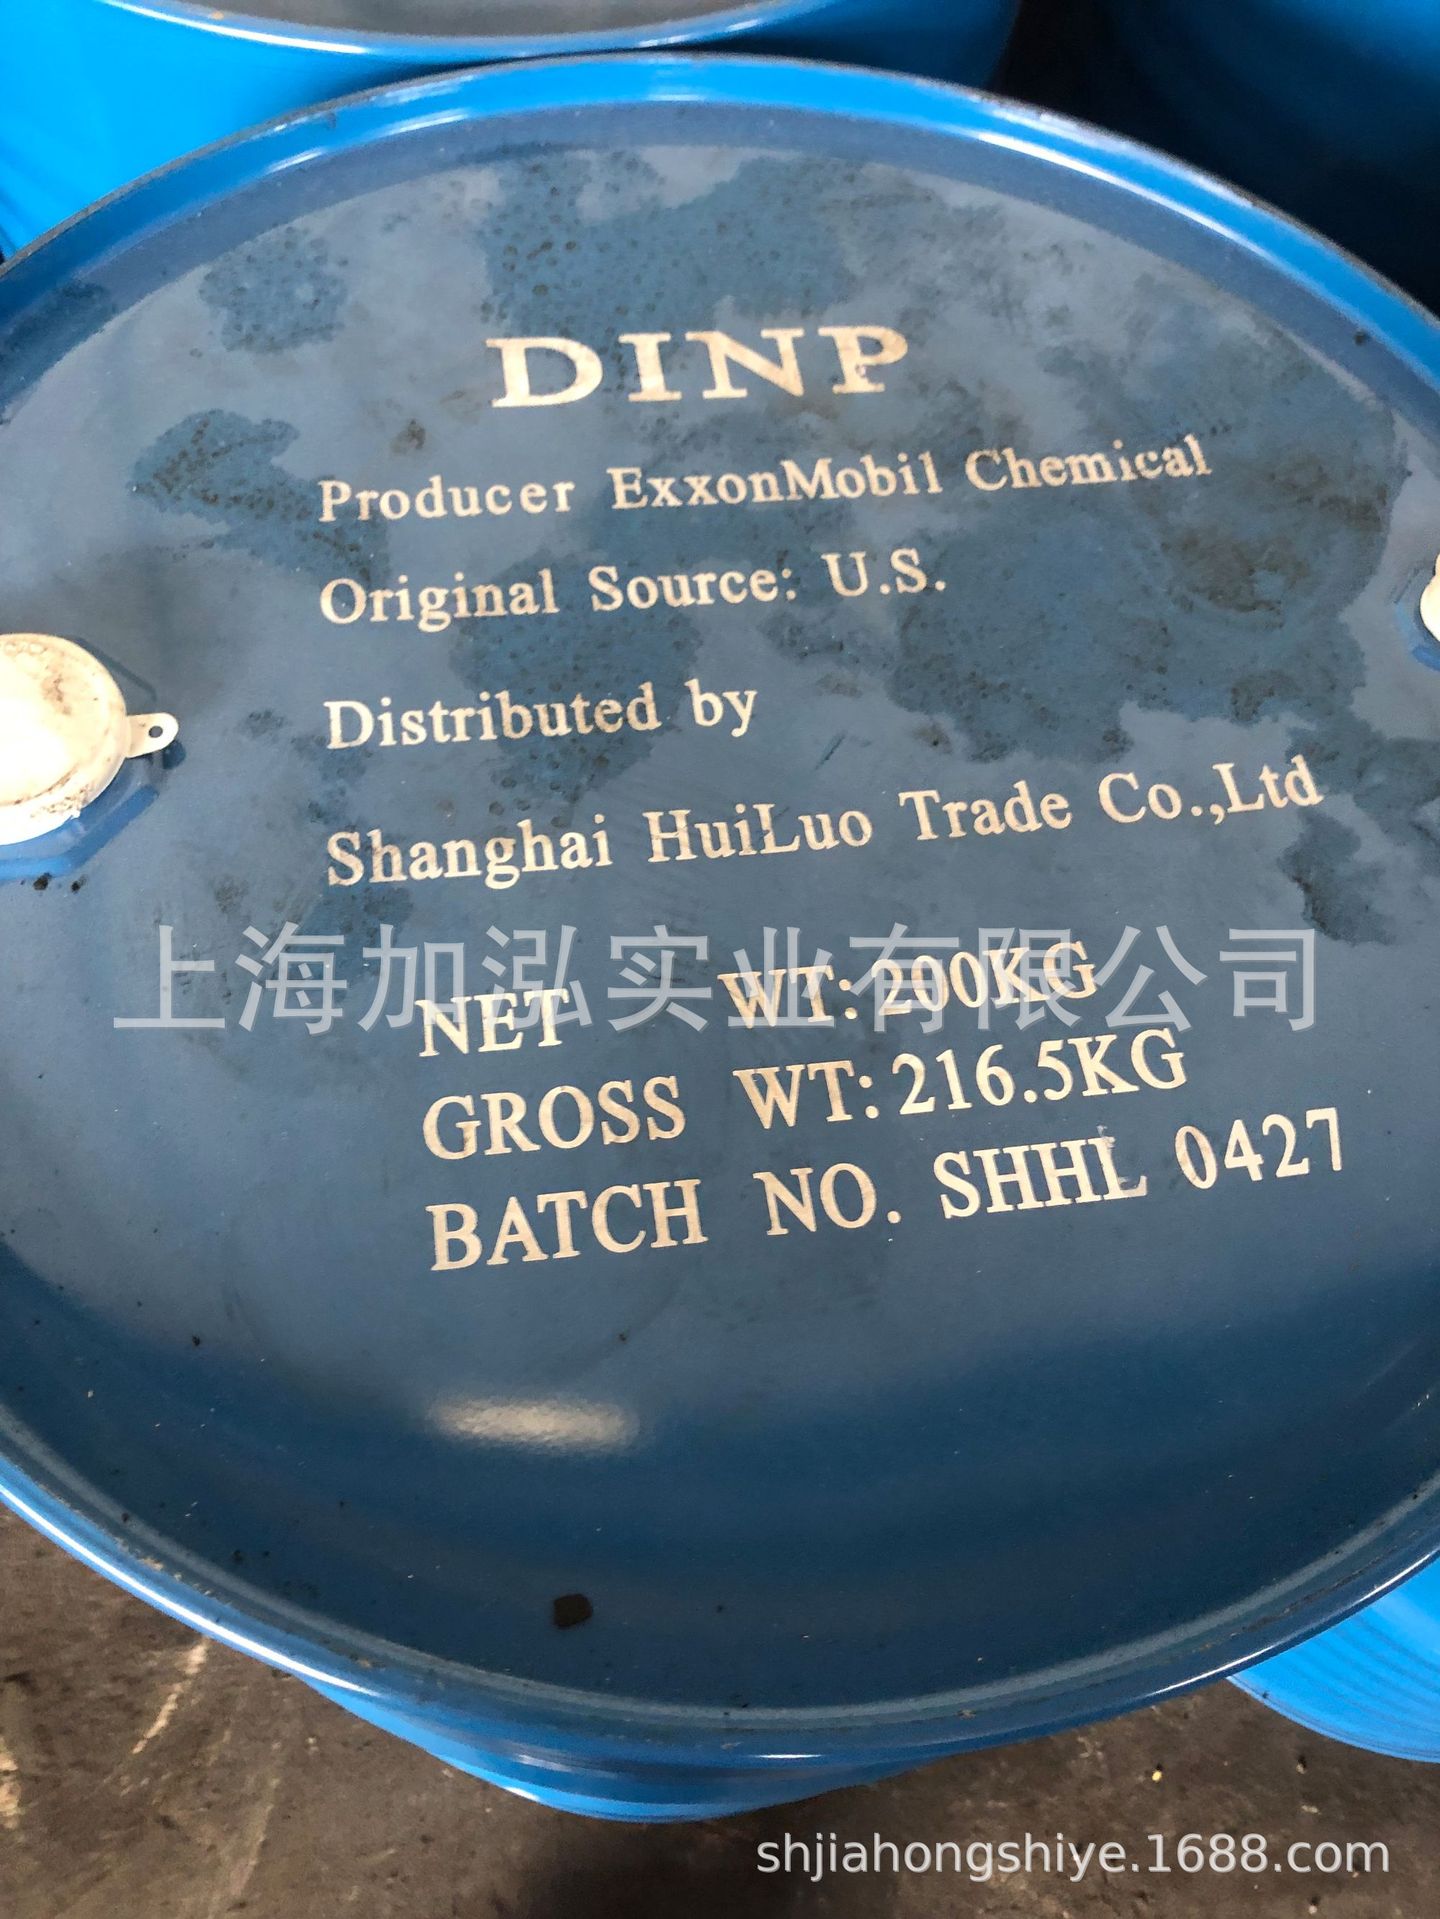 DINP
Producer ExxonMobil Chemical
Original Source: U.S.
Distributed by
Shanghai HuiLuo Trade Co.,Ltd
上海加泓实业有限公司
NET WT: 200KG
GROSS WT: 216.5KG
BATCH NO. SHHL 0427
shjiahongshiye.1688.com